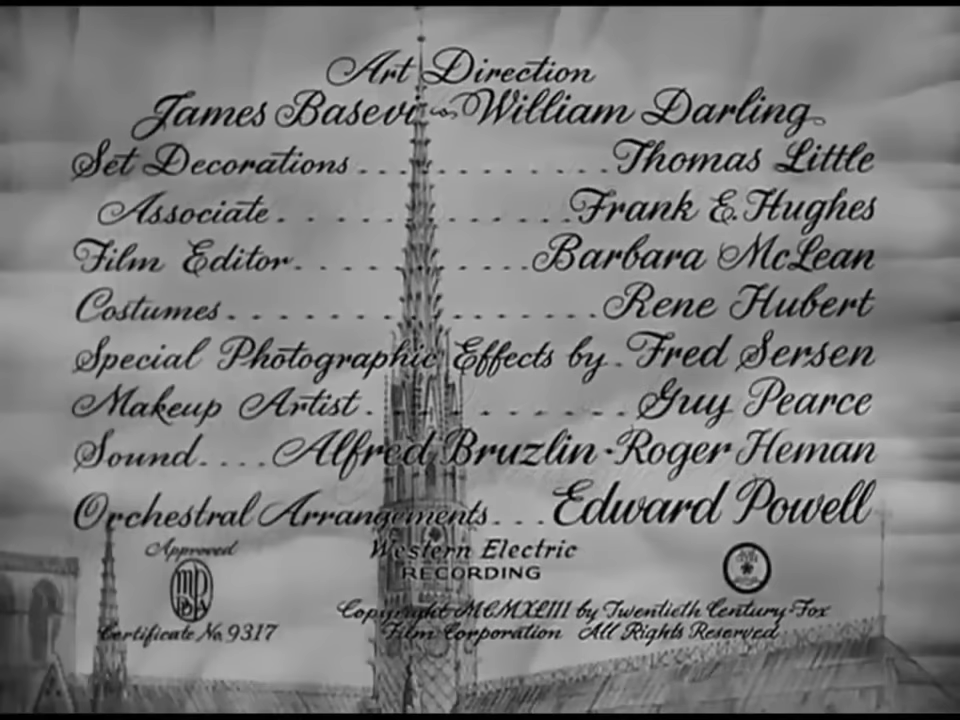 Art Direction
James Basevi ~ William Darling
Set Decorations . . . . . . . . . . . Thomas Little
Associate . . . . . . . . . . . . Frank E. Hughes
Film Editor . . . . . . . . . . Barbara McLean
Costumes . . . . . . . . . . . . . . . Rene Hubert
Special Photographic Effects by . Fred Sersen
Makeup Artist . . . . . . . . . . . Guy Pearce
Sound . . . . Alfred Bruzlin · Roger Heman
Orchestral Arrangements . . . Edward Powell
Approved
Certificate No. 9317
Western Electric
RECORDING
Copyright MCMXLIII by Twentieth Century-Fox
Film Corporation All Rights Reserved